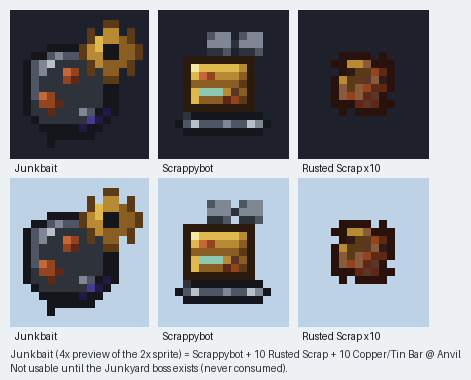 Junkbait Scrappybot Rusted Scrap x10
Junkbait Scrappybot Rusted Scrap x10
Junkbait (4x preview of the 2x sprite) = Scrappybot + 10 Rusted Scrap + 10 Copper/Tin Bar @ Anvil
Not usable until the Junkyard boss exists (never consumed).